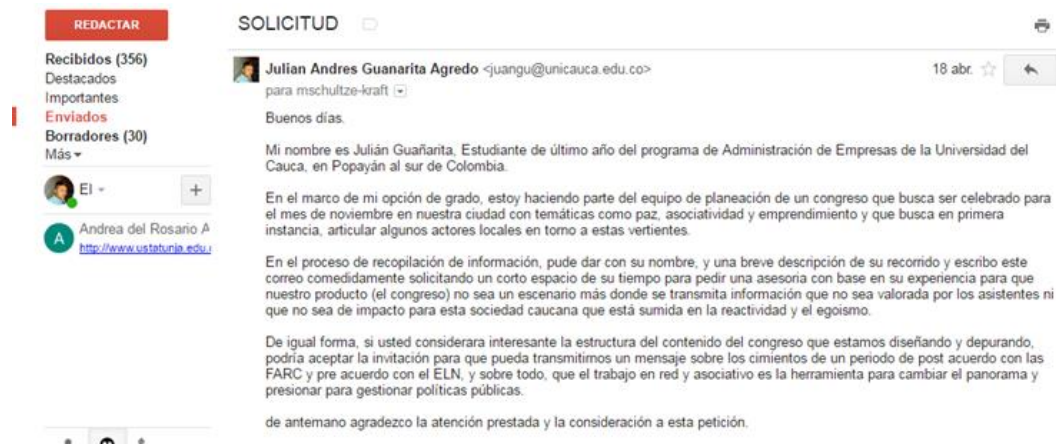 REDACTAR
Recibidos (356)
Destacados
Importantes
Enviados
Borradores (30)
Más
El
A
Andrea del Rosario A
http://www.ustatunja.edu.
SOLICITUD
Julian Andres Guanarita Agredo <juangu@unicauca.edu.co>
18 abr.
para mschultze-kraft
Buenos días.
Mi nombre es Julián Guañarita, Estudiante de último año del programa de Administración de Empresas de la Universidad del
Cauca, en Popayán al sur de Colombia.
En el marco de mi opción de grado, estoy haciendo parte del equipo de planeación de un congreso que busca ser celebrado para
el mes de noviembre en nuestra ciudad con temáticas como paz, asociatividad y emprendimiento y que busca en primera
instancia, articular algunos actores locales en torno a estas vertientes.
En el proceso de recopilación de información, pude dar con su nombre, y una breve descripción de su recorrido y escribo este
correo comedidamente solicitando un corto espacio de su tiempo para pedir una asesoria con base en su experiencia para que
nuestro producto (el congreso) no sea un escenario más donde se transmita información que no sea valorada por los asistentes ni
que no sea de impacto para esta sociedad caucana que está sumida en la reactividad y el egoismo.
De igual forma, si usted considerara interesante la estructura del contenido del congreso que estamos diseñando y depurando,
podría aceptar la invitación para que pueda transmitirnos un mensaje sobre los cimientos de un periodo de post acuerdo con las
FARC y pre acuerdo con el ELN, y sobre todo, que el trabajo en red y asociativo es la herramienta para cambiar el panorama y
presionar para gestionar políticas públicas.
de antemano agradezco la atención prestada y la consideración a esta petición.